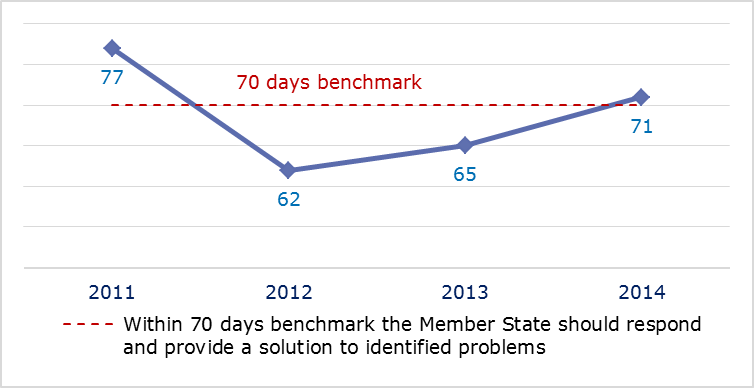 77
70 days benchmark
71
65
62
2011 2012 2013 2014
Within 70 days benchmark the Member State should respond
and provide a solution to identified problems